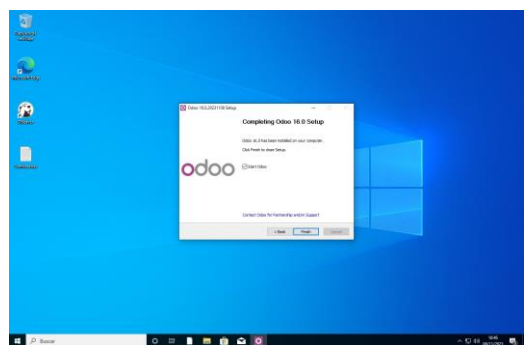 Odoo 16.0.20231118 Setup
Completing Odoo 16.0 Setup
Odoo 16.0 has been installed on your computer.
Click Finish to close Setup.
odoo
Start Odoo
Contact Odoo for Partnership and/or Support
< Back
Finish
Cancel
Buscar